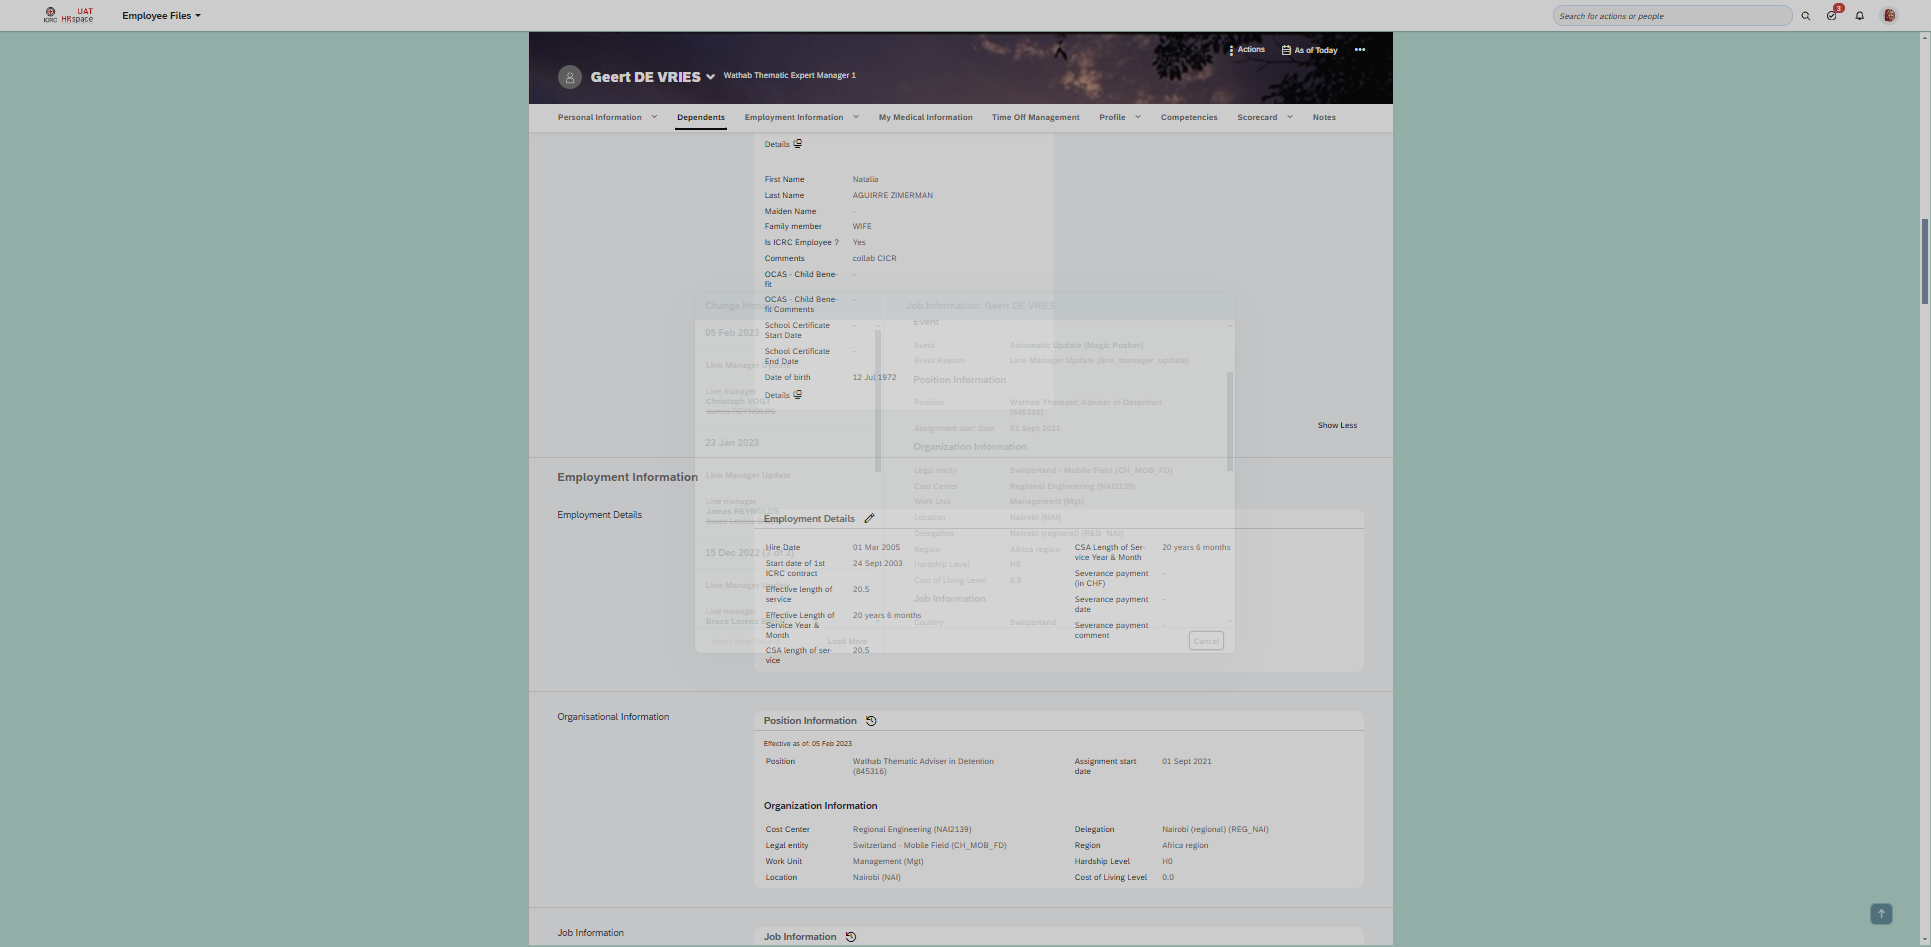 ICRC
UAT
HRspace
Employee Files
Search for actions or people
3
Actions
As of Today
Geert DE VRIES
Wathab Thematic Expert Manager 1
Personal Information
Dependents
Employment Information
My Medical Information
Time Off Management
Profile
Competencies
Scorecard
Notes
Details
First Name Natalia
Last Name AGUIRRE ZIMERMAN
Maiden Name -
Family member WIFE
Is ICRC Employee ? Yes
Comments collab CICR
OCAS - Child Bene-
fit
-
OCAS - Child Bene-
fit Comments
-
School Certificate
Start Date
-
School Certificate
End Date
-
Date of birth 12 Jul 1972
Details
Show Less
Change
Job Information: Geert DE VRIES
05 Feb 2023
Line Manager Update
Line manager
Christoph VOGT
James REYNOLDS
23 Jan 2023
Line Manager Update
Line manager
James REYNOLDS
Bruce Lorenz
15 Dec 2022 (3 of 3)
Line Manager Update
Line manager
Bruce Lorenz
Load More
Event
Event Automatic Update (Magic Pusher)
Event Reason Line Manager Update (line_manager_update)
Position Information
Position Wathab Thematic Adviser in Detention
(845316)
Assignment start date 01 Sept 2021
Organization Information
Legal entity Switzerland - Mobile Field (CH_MOB_FD)
Cost Center Regional Engineering (NAI2139)
Work Unit Management (Mgt)
Location Nairobi (NAI)
Delegation Nairobi (regional) (REG_NAI)
Region Africa region
Hardship Level H0
Cost of Living Level 0.0
Job Information
Country Switzerland
Cancel
Employment Information
Employment Details
Employment Details
Hire Date 01 Mar 2005
Start date of 1st
ICRC contract
24 Sept 2003
Effective length of
service
20.5
Effective Length of
Service Year &
Month
20 years 6 months
CSA length of ser-
vice
20.5
CSA Length of Ser-
vice Year & Month
20 years 6 months
Severance payment
(in CHF)
-
Severance payment
date
-
Severance payment
comment
-
Organisational Information
Position Information
Effective as of: 05 Feb 2023
Position Wathab Thematic Adviser in Detention
(845316)
Assignment start
date
01 Sept 2021
Organization Information
Cost Center Regional Engineering (NAI2139)
Delegation Nairobi (regional) (REG_NAI)
Legal entity Switzerland - Mobile Field (CH_MOB_FD)
Region Africa region
Work Unit Management (Mgt)
Hardship Level H0
Location Nairobi (NAI)
Cost of Living Level 0.0
Job Information
Job Information